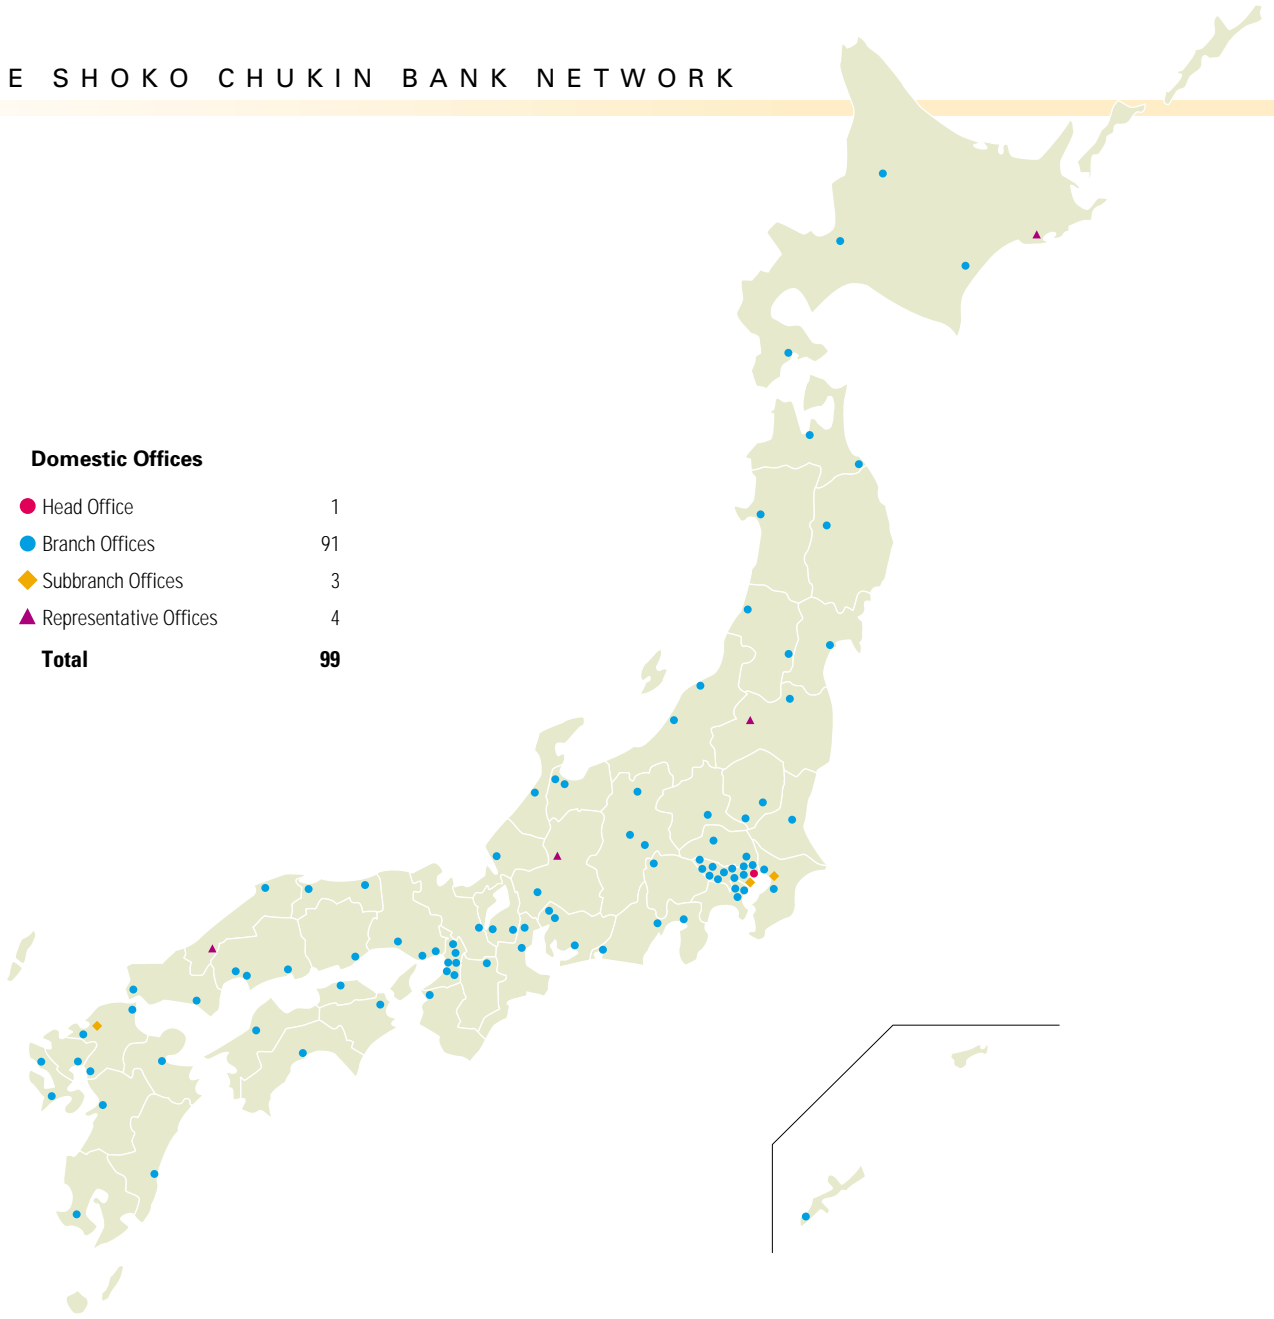 E SHOKO CHUKIN BANK NETWORK
Domestic Offices
Head Office 1
Branch Offices 91
Subbranch Offices 3
Representative Offices 4
Total 99